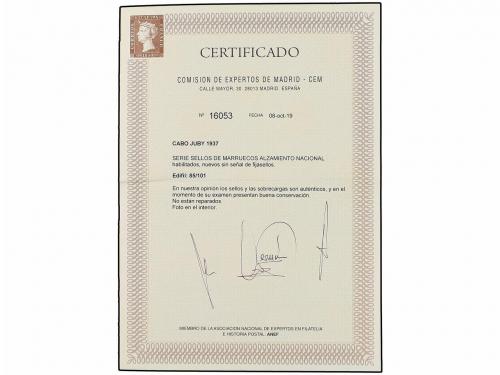 CERTIFICADO
COMISION DE EXPERTOS DE MADRID - CEM
CALLE MAYOR, 30. 28013 MADRID. ESPAÑA
Nº 16053 FECHA 08-oct-19
CABO JUBY 1937
SERIE SELLOS DE MARRUECOS ALZAMIENTO NACIONAL
habilitados, nuevos sin señal de fijasellos.
Edifil: 85/101
En nuestra opinión los sellos y las sobrecargas son auténticos, y en el
momento de su examen presentan buena conservación.
No están reparados
Foto en el interior.
MIEMBRO DE LA ASOCIACION NACIONAL DE EXPERTOS EN FILATELIA
E HISTORIA POSTAL. ANEF